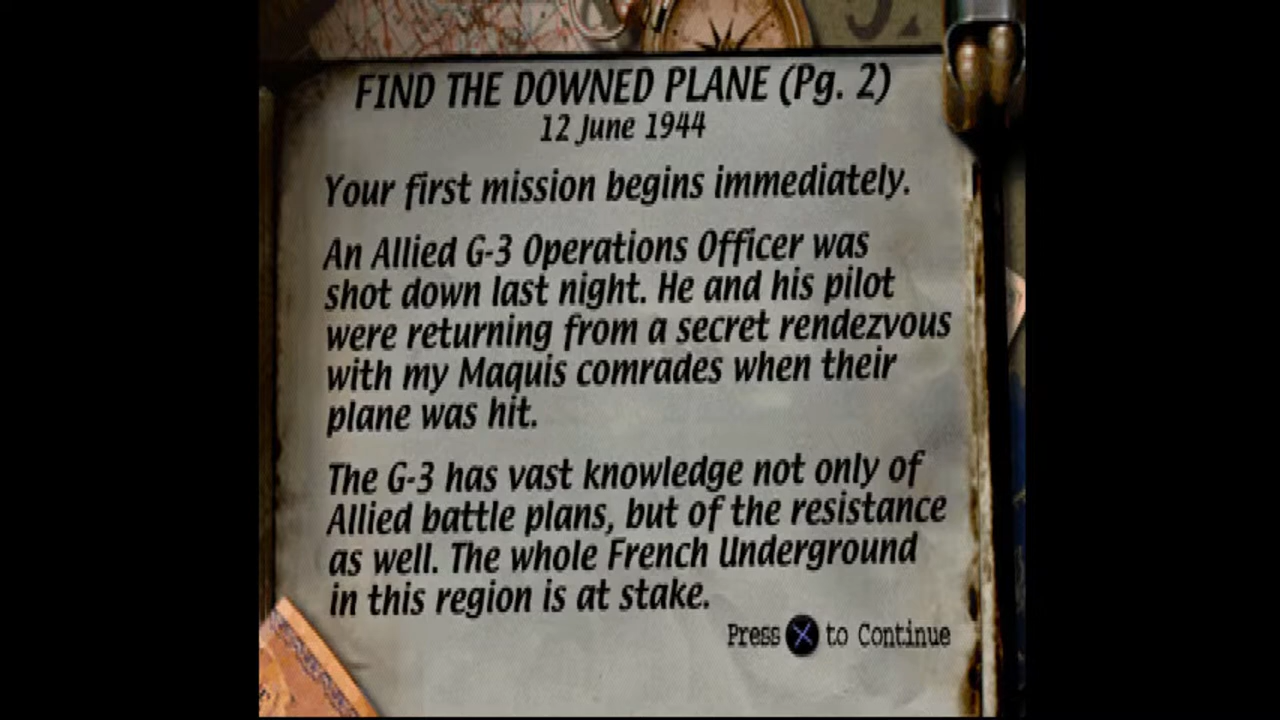 FIND THE DOWNED PLANE (Pg. 2)
12 June 1944
Your first mission begins immediately.
An Allied G-3 Operations Officer was
shot down last night. He and his pilot
were returning from a secret rendezvous
with my Maquis comrades when their
plane was hit.
The G-3 has vast knowledge not only of
Allied battle plans, but of the resistance
as well. The whole French Underground
in this region is at stake.
Press X to Continue